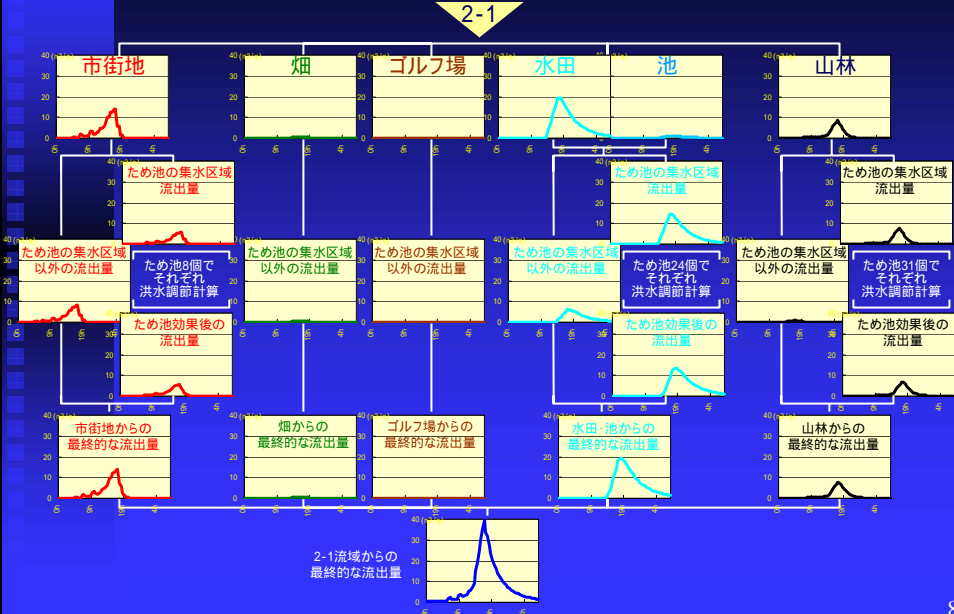 2-1
市街地
畑
ゴルフ場
水田
池
山林
ため池の集水区域
流出量
ため池の集水区域
流出量
ため池の集水区域
流出量
ため池の集水区域
以外の流出量
ため池8個で
それぞれ
洪水調節計算
ため池の集水区域
以外の流出量
ため池の集水区域
以外の流出量
ため池の集水区域
以外の流出量
ため池24個で
それぞれ
洪水調節計算
ため池の集水区域
以外の流出量
ため池31個で
それぞれ
洪水調節計算
ため池効果後の
流出量
ため池効果後の
流出量
ため池効果後の
流出量
市街地からの
最終的な流出量
畑からの
最終的な流出量
ゴルフ場からの
最終的な流出量
水田・池からの
最終的な流出量
山林からの
最終的な流出量
2-1流域からの
最終的な流出量
40
30
20
10
0
0h
9h
19h
4h